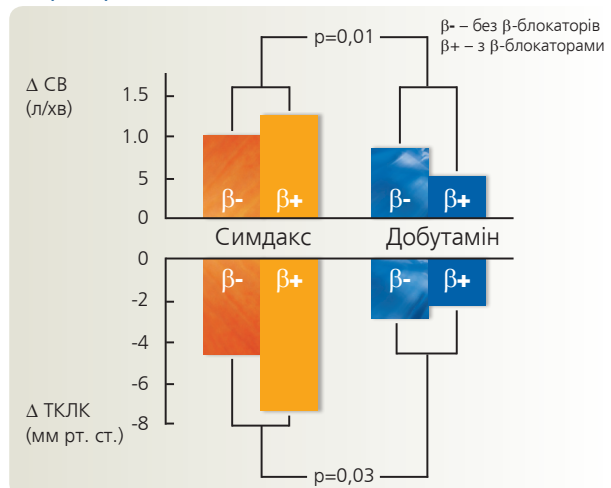 β- – без β-блокаторів
β+ – з β-блокаторами
p=0,01
Δ СВ
(л/хв)
1.5
1.0
5
0
β- β+ β- β+
Симдакс Добутамін
0
β- β+ β- β+
-2
-4
-6
-8
Δ ТКЛК
(мм рт. ст.)
p=0,03